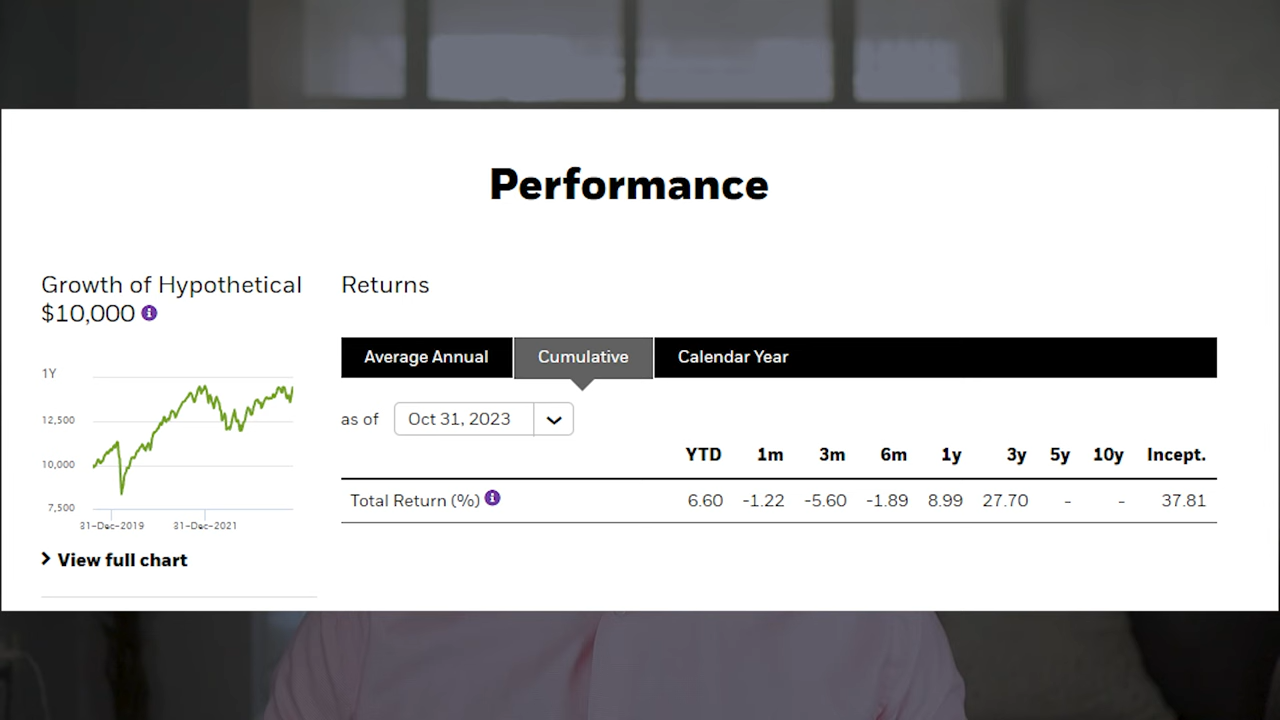 Performance
Growth of Hypothetical
$10,000
1Y
12,500
10,000
7,500
31-Dec-2019 31-Dec-2021
View full chart
Returns
Average Annual Cumulative Calendar Year
as of Oct 31, 2023
YTD 1m 3m 6m 1y 3y 5y 10y Incept.
Total Return (%) 6.60 -1.22 -5.60 -1.89 8.99 27.70 - - 37.81